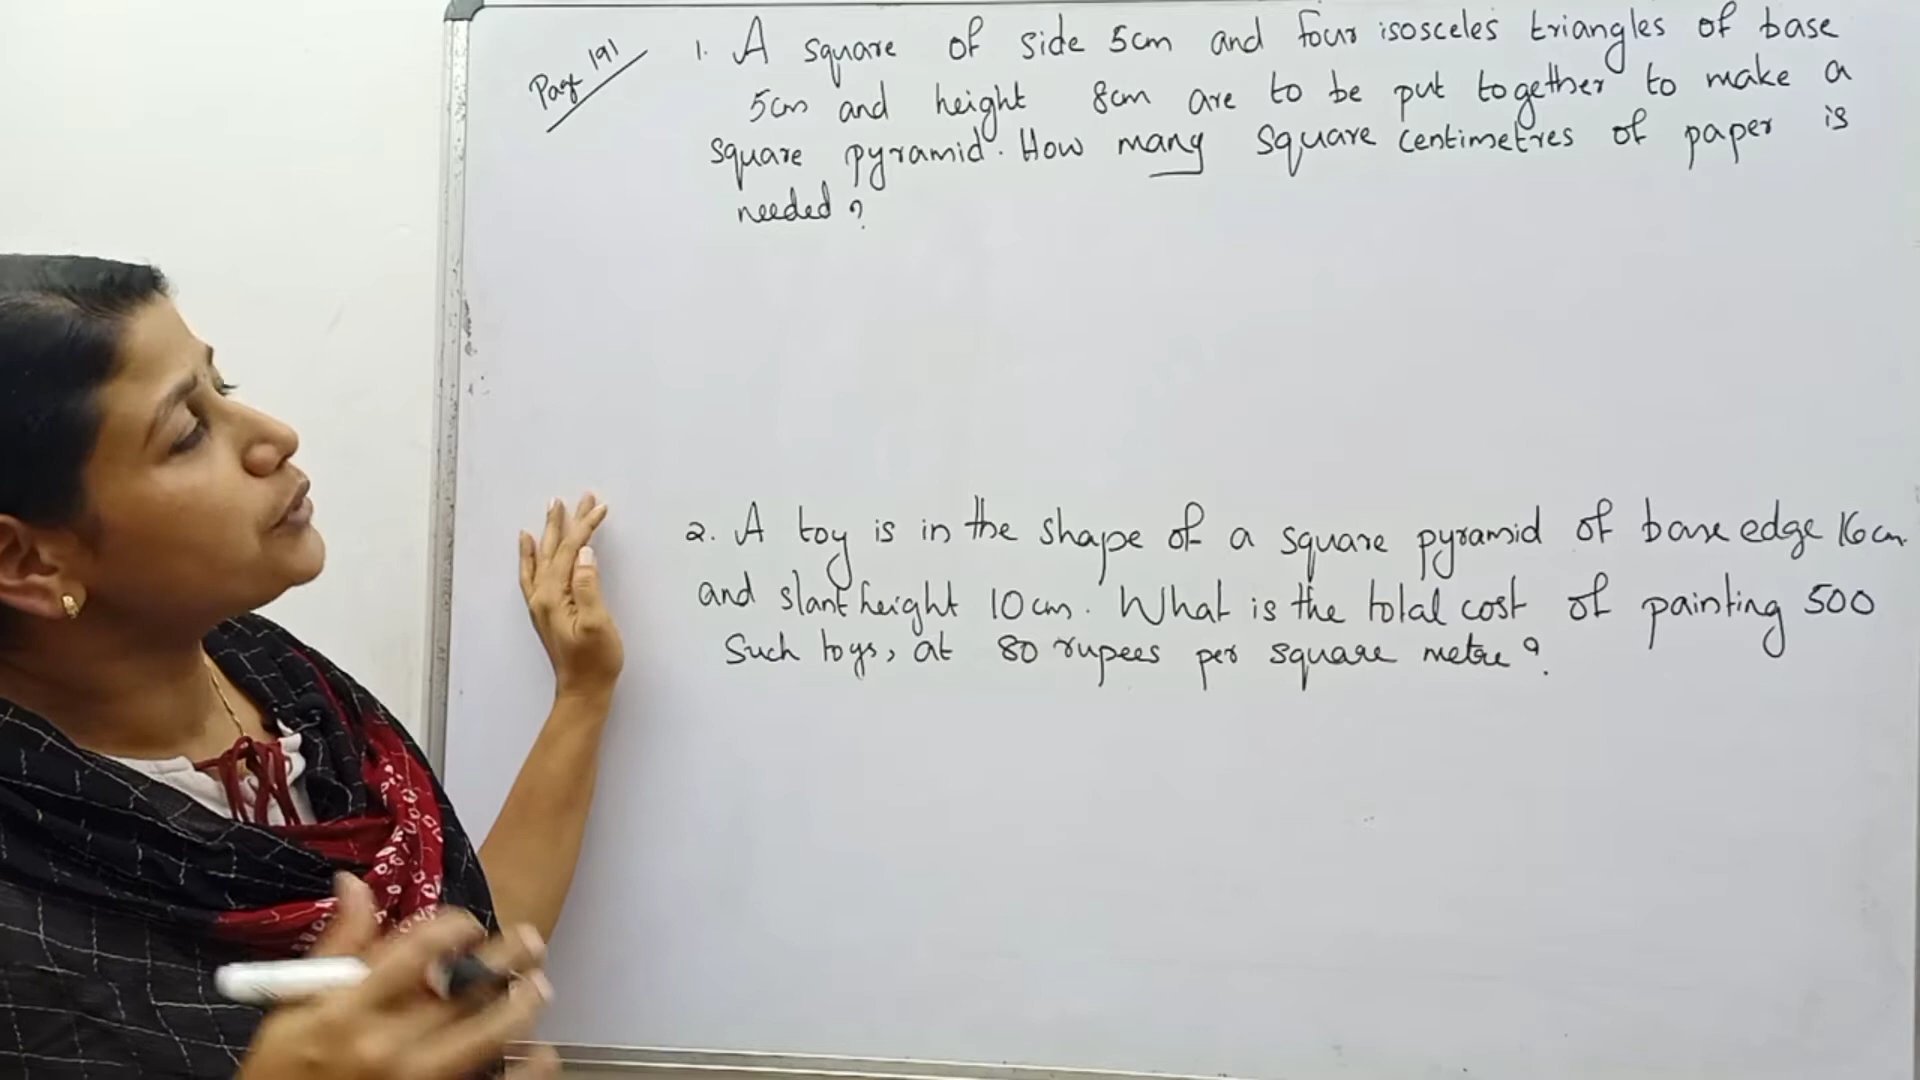 Page 191
1. A square of side 5cm and four isosceles triangles of base
5cm and height 8cm are to be put together to make a
square pyramid. How many square centimetres of paper is
needed?
2. A toy is in the shape of a square pyramid of base edge 16cm
and slant height 10cm. What is the total cost of painting 500
Such toys, at 80 rupees per square metre?